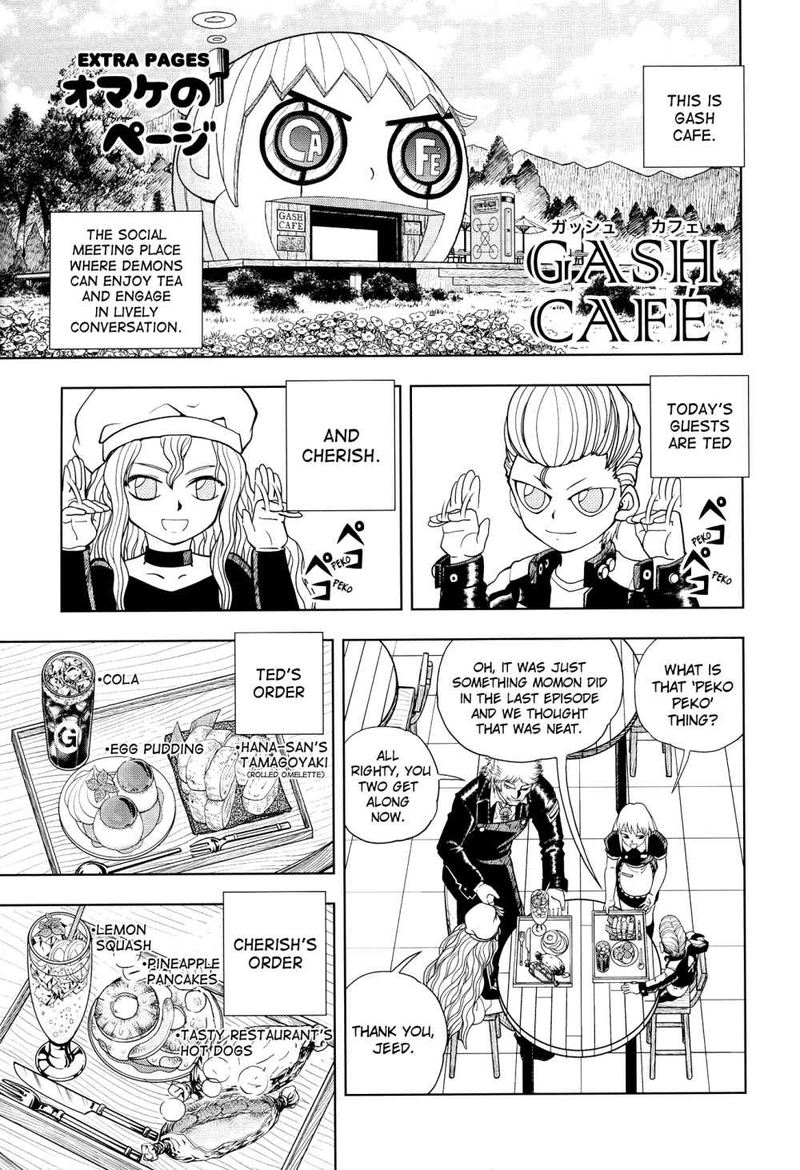 EXTRA PAGES
オマケの
ページ
THIS IS
GASH
CAFE.
CA
FÉ
GASH
CAFE
THE SOCIAL
MEETING PLACE
WHERE DEMONS
CAN ENJOY TEA
AND ENGAGE
IN LIVELY
CONVERSATION.
ガッシュ カフェ
GASH
CAFÉ
TODAY'S
GUESTS
ARE TED
ペコ
PEKO
ペコ
PEKO
AND
CHERISH.
ペコ
PEKO
ペコ
PEKO
WHAT IS
THAT 'PEKO
PEKO'
THING?
OH, IT WAS JUST
SOMETHING MOMON DID
IN THE LAST EPISODE
AND WE THOUGHT
THAT WAS NEAT.
ALL
RIGHTY, YOU
TWO GET
ALONG
NOW.
THANK YOU,
JEED.
TED'S
ORDER
•COLA
G
•EGG PUDDING
•HANA-SAN'S
TAMAGOYAKI
(ROLLED OMELETTE)
CHERISH'S
ORDER
•LEMON
SQUASH
•PINEAPPLE
PANCAKES
•TASTY RESTAURANT'S
HOT DOGS